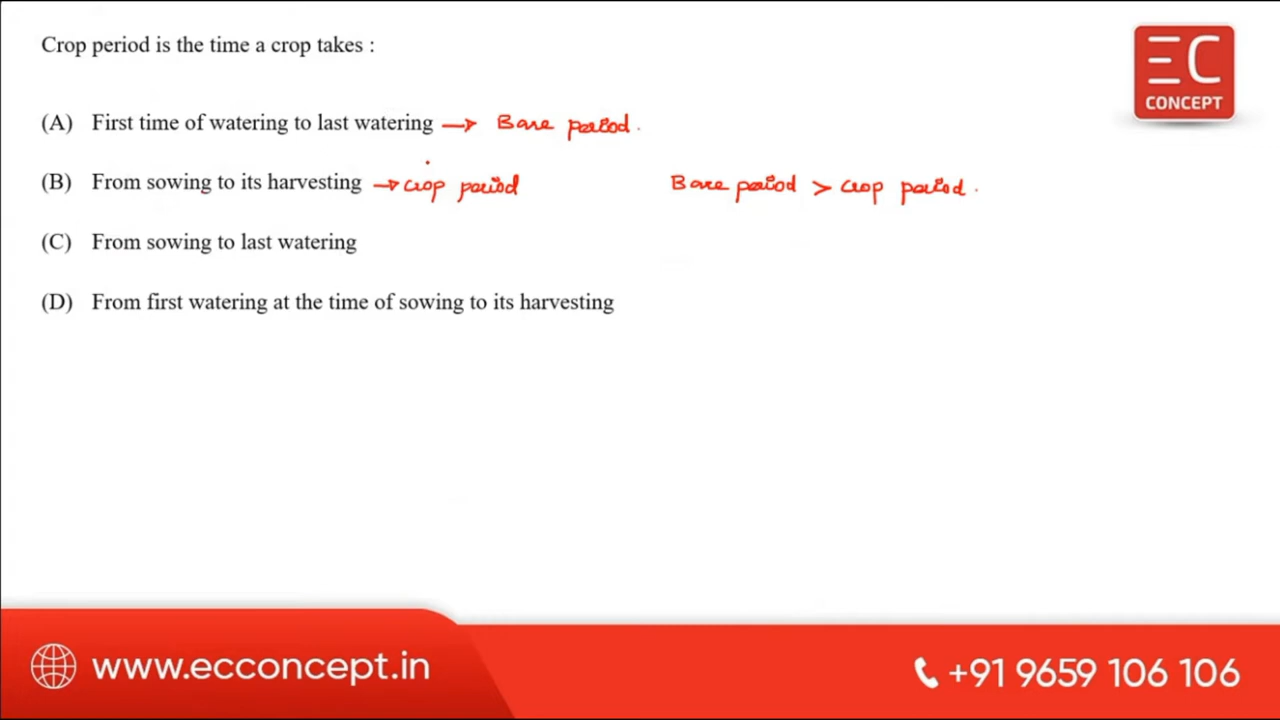 Crop period is the time a crop takes :
EC
CONCEPT
(A) First time of watering to last watering → Base period.
(B) From sowing to its harvesting → crop period
Base period > crop period.
(C) From sowing to last watering
(D) From first watering at the time of sowing to its harvesting
www.ecconcept.in
+91 9659 106 106